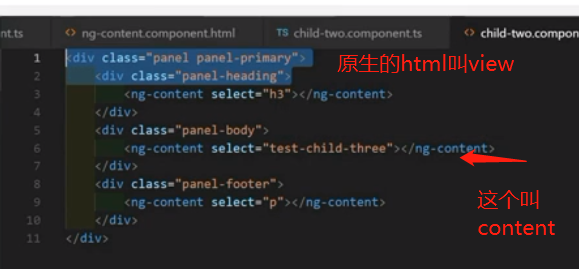 nt.ts <> ng-content.component.html TS child-two.component.ts <> child-two.compon
1 <div class="panel panel-primary">
原生的html叫view
2 <div class="panel-heading">
3 <ng-content select="h3"></ng-content>
4 </div>
5 <div class="panel-body">
6 <ng-content select="test-child-three"></ng-content>
7 </div>
8 <div class="panel-footer">
这个叫
9 <ng-content select="p"></ng-content>
content
10 </div>
11 </div>